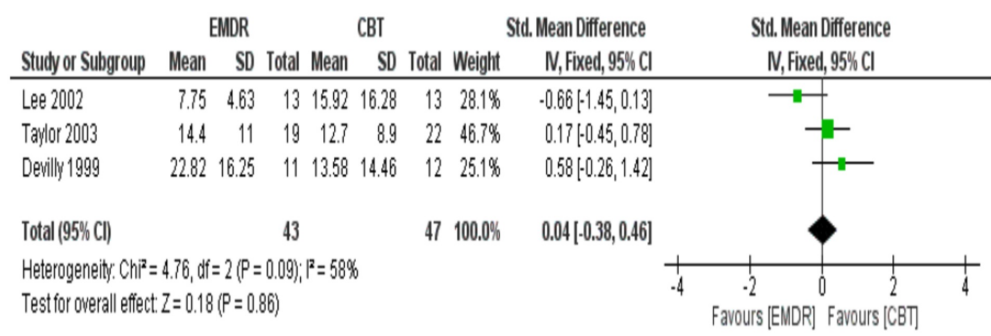 EMDR CBT Std. Mean Difference Std. Mean Difference
Study or Subgroup Mean SD Total Mean SD Total Weight IV, Fixed, 95% CI IV, Fixed, 95% CI
Lee 2002 7.75 4.63 13 15.92 16.28 13 28.1% -0.66 [-1.45, 0.13]
Taylor 2003 14.4 11 19 12.7 8.9 22 46.7% 0.17 [-0.45, 0.78]
Devilly 1999 22.82 16.25 11 13.58 14.46 12 25.1% 0.58 [-0.26, 1.42]
Total (95% CI) 43 47 100.0% 0.04 [-0.38, 0.46]
Heterogeneity: Chi² = 4.76, df = 2 (P = 0.09); I² = 58%
Test for overall effect: Z = 0.18 (P = 0.86)
-4 -2 0 2 4
Favours [EMDR] Favours [CBT]